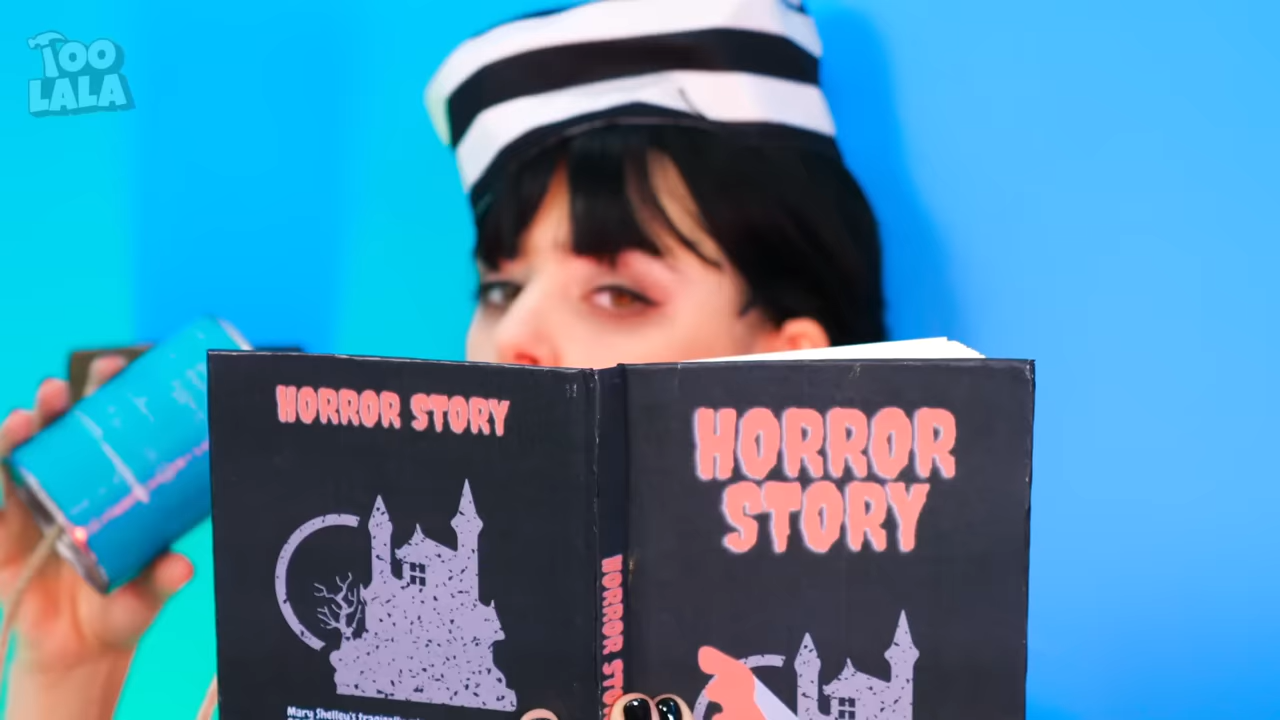 TOO
LALA
HORROR STORY
HORROR
STORY
HORROR STO
Mary Shelley's